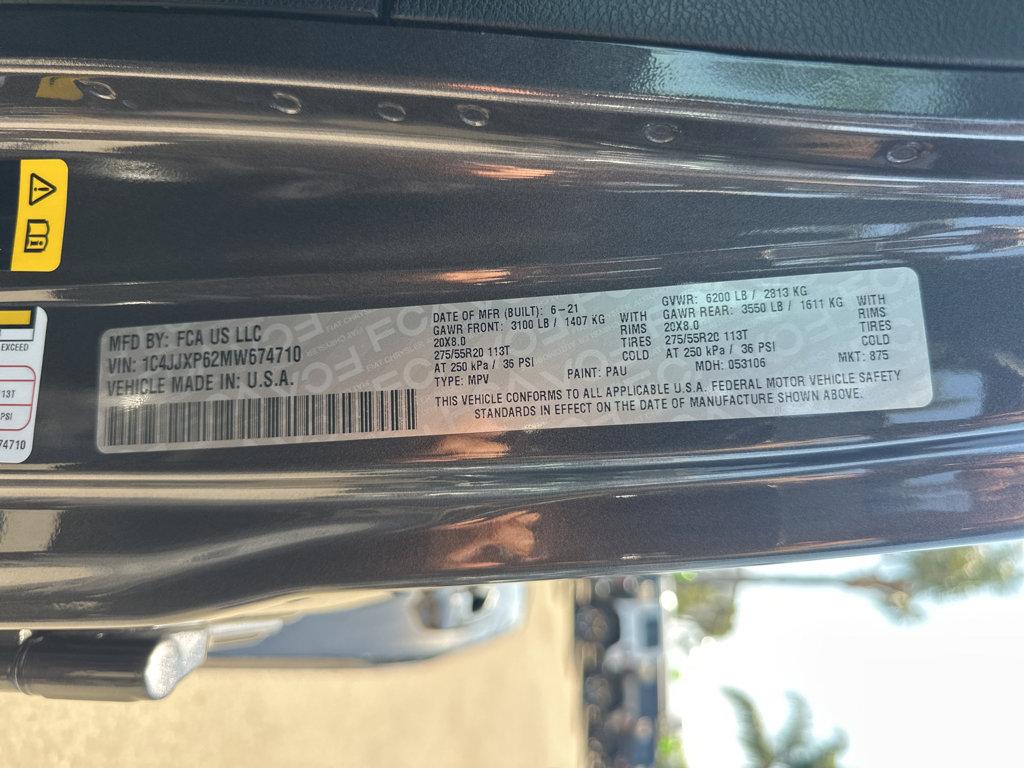 MFD BY: FCA US LLC
VIN: 1C4JJXP62MW674710
VEHICLE MADE IN: U.S.A.
DATE OF MFR (BUILT): 6-21
GAWR FRONT: 3100 LB / 1407 KG WITH
20X8.0 RIMS
275/55R20 113T TIRES
AT 250 kPa / 36 PSI COLD
TYPE: MPV PAINT: PAU
GVWR: 6200 LB / 2813 KG
GAWR REAR: 3550 LB / 1611 KG WITH
20X8.0 RIMS
275/55R20 113T TIRES
AT 250 kPa / 36 PSI COLD
MDH: 053106 MKT: 875
THIS VEHICLE CONFORMS TO ALL APPLICABLE U.S.A. FEDERAL MOTOR VEHICLE SAFETY
STANDARDS IN EFFECT ON THE DATE OF MANUFACTURE SHOWN ABOVE.
EXCEED
13T
PSI
74710